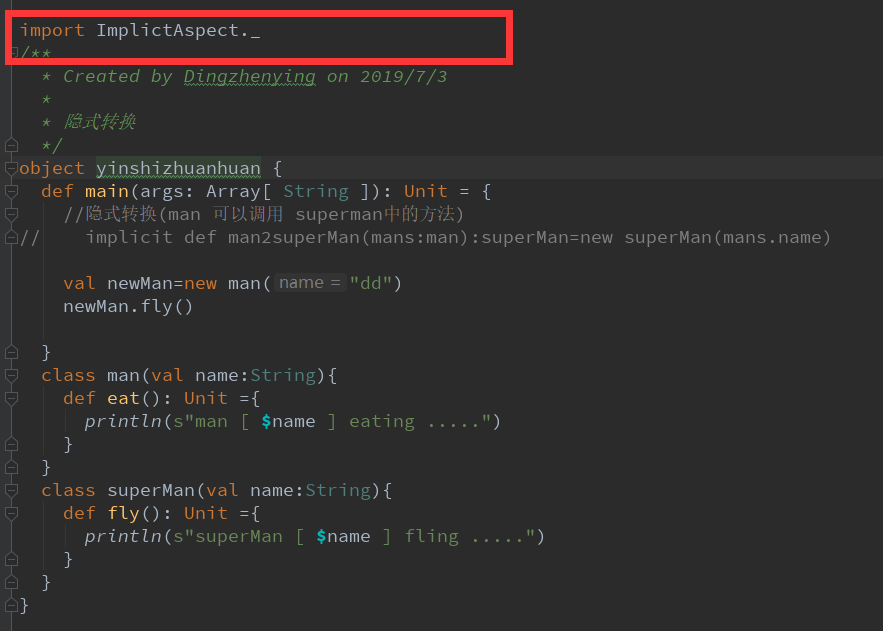 import ImplictAspect._
/**
* Created by Dingzhenying on 2019/7/3
*
* 隐式转换
*/
object yinshizhuanhuan {
def main(args: Array[ String ]): Unit = {
//隐式转换(man 可以调用 superman中的方法)
// implicit def man2superMan(mans:man):superMan=new superMan(mans.name)
val newMan=new man( name = "dd")
newMan.fly()
}
class man(val name:String){
def eat(): Unit ={
println(s"man [ $name ] eating .....")
}
}
class superMan(val name:String){
def fly(): Unit ={
println(s"superMan [ $name ] fling .....")
}
}
}